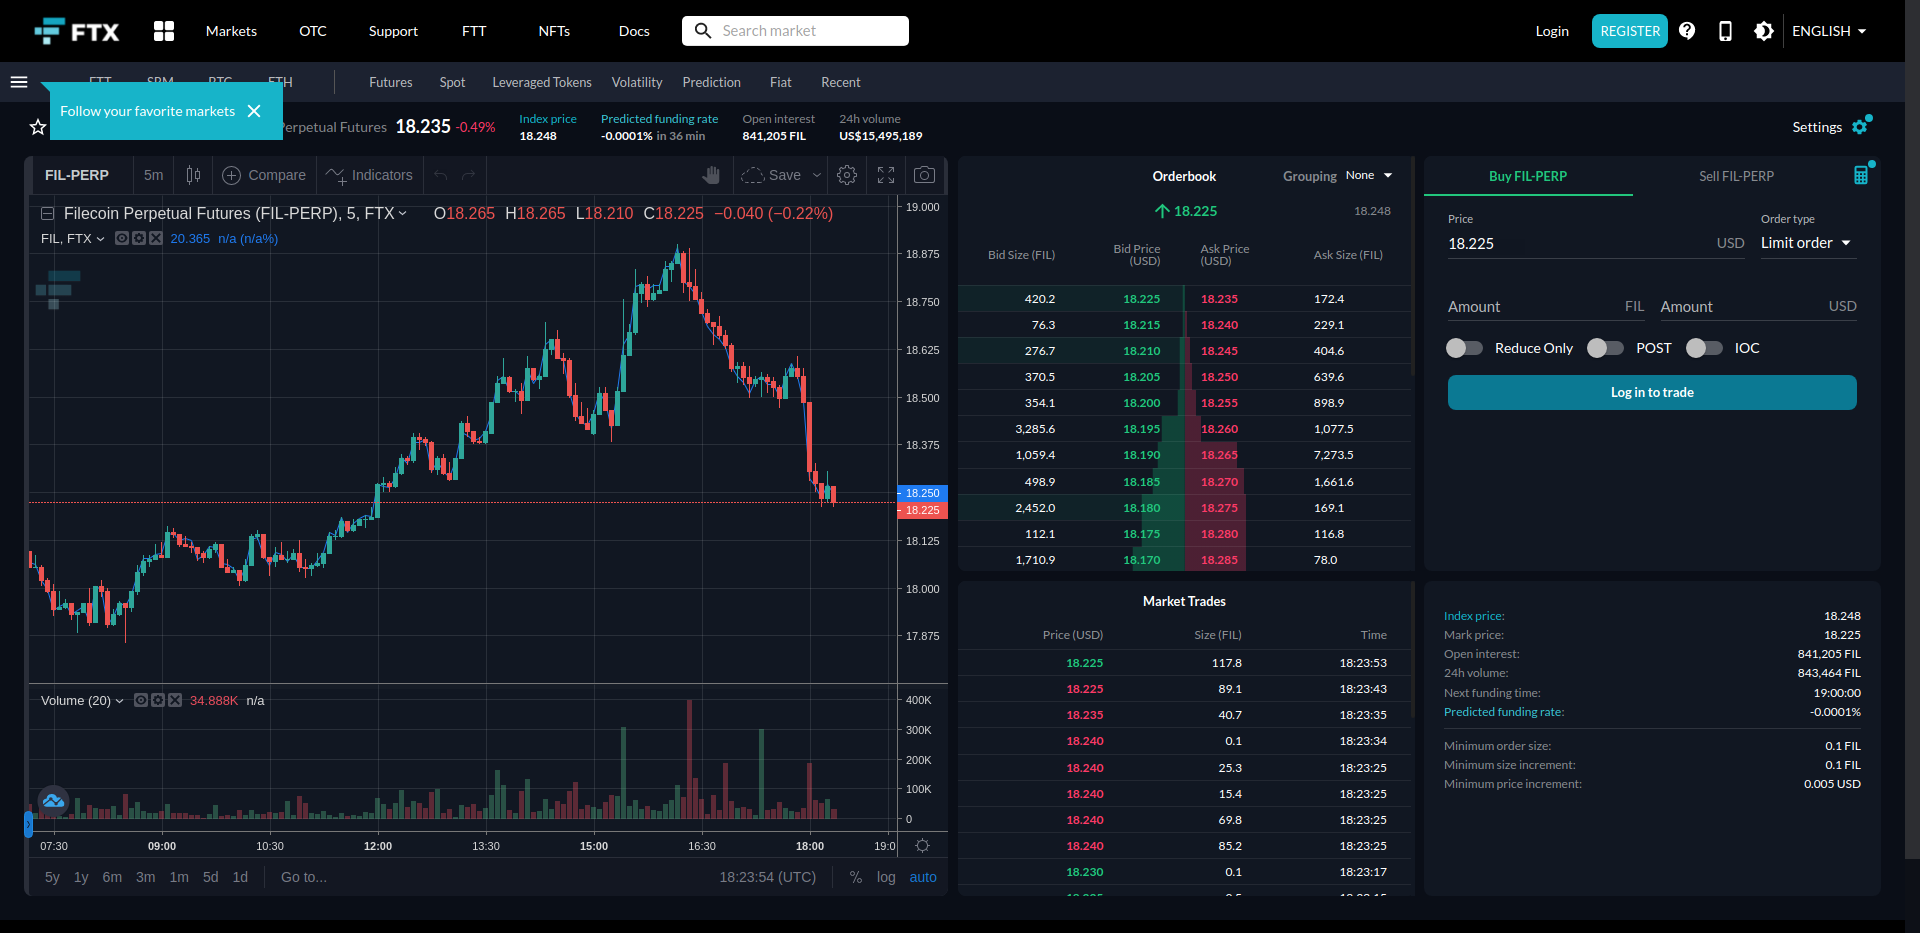 FTX
Markets
OTC
Support
FTT
NFTs
Docs
Search market
Login
REGISTER
ENGLISH
Futures
Spot
Leveraged Tokens
Volatility
Prediction
Fiat
Recent
Follow your favorite markets
Perpetual Futures
18.235 -0.49%
Index price
18.248
Predicted funding rate
-0.0001% in 36 min
Open interest
841,205 FIL
24h volume
US$15,495,189
Settings
FIL-PERP
5m
Compare
Indicators
Save
Filecoin Perpetual Futures (FIL-PERP), 5, FTX
O18.265 H18.265 L18.210 C18.225 −0.040 (−0.22%)
FIL, FTX
20.365 n/a (n/a%)
19.000
18.875
18.750
18.625
18.500
18.375
18.250
18.225
18.125
18.000
17.875
Volume (20)
34.888K n/a
400K
300K
200K
100K
0
07:30 09:00 10:30 12:00 13:30 15:00 16:30 18:00 19:0
5y 1y 6m 3m 1m 5d 1d
Go to...
18:23:54 (UTC)
% log auto
Orderbook
Grouping None
18.225
18.248
Bid Size (FIL) Bid Price (USD) Ask Price (USD) Ask Size (FIL)
420.2 18.225 18.235 172.4
76.3 18.215 18.240 229.1
276.7 18.210 18.245 404.6
370.5 18.205 18.250 639.6
354.1 18.200 18.255 898.9
3,285.6 18.195 18.260 1,077.5
1,059.4 18.190 18.265 7,273.5
498.9 18.185 18.270 1,661.6
2,452.0 18.180 18.275 169.1
112.1 18.175 18.280 116.8
1,710.9 18.170 18.285 78.0
Market Trades
Price (USD) Size (FIL) Time
18.225 117.8 18:23:53
18.225 89.1 18:23:43
18.235 40.7 18:23:35
18.240 0.1 18:23:34
18.240 25.3 18:23:25
18.240 15.4 18:23:25
18.240 69.8 18:23:25
18.240 85.2 18:23:25
18.230 0.1 18:23:17
Buy FIL-PERP
Sell FIL-PERP
Price
18.225 USD
Order type
Limit order
Amount FIL
Amount USD
Reduce Only
POST
IOC
Log in to trade
Index price: 18.248
Mark price: 18.225
Open interest: 841,205 FIL
24h volume: 843,464 FIL
Next funding time: 19:00:00
Predicted funding rate: -0.0001%
Minimum order size: 0.1 FIL
Minimum size increment: 0.1 FIL
Minimum price increment: 0.005 USD